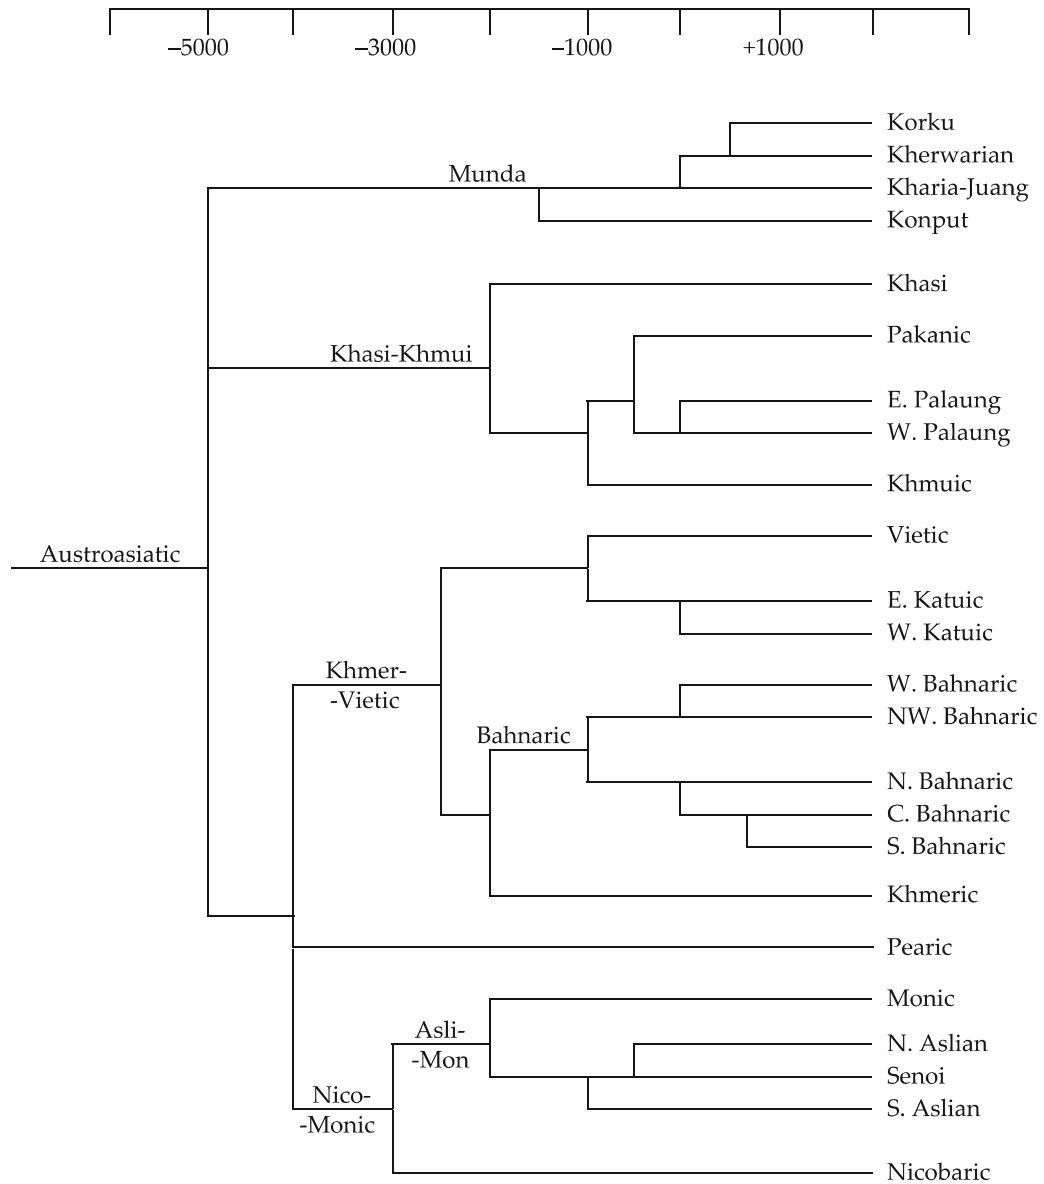 –5000 –3000 –1000 +1000
Korku
Kherwarian
Munda
Kharia-Juang
Konput
Khasi
Pakanic
Khasi-Khmui
E. Palaung
W. Palaung
Khmuic
Vietic
Austroasiatic
E. Katuic
W. Katuic
Khmer-
-Vietic
W. Bahnaric
NW. Bahnaric
Bahnaric
N. Bahnaric
C. Bahnaric
S. Bahnaric
Khmeric
Pearic
Monic
Asli-
-Mon
N. Aslian
Senoi
S. Aslian
Nico-
-Monic
Nicobaric